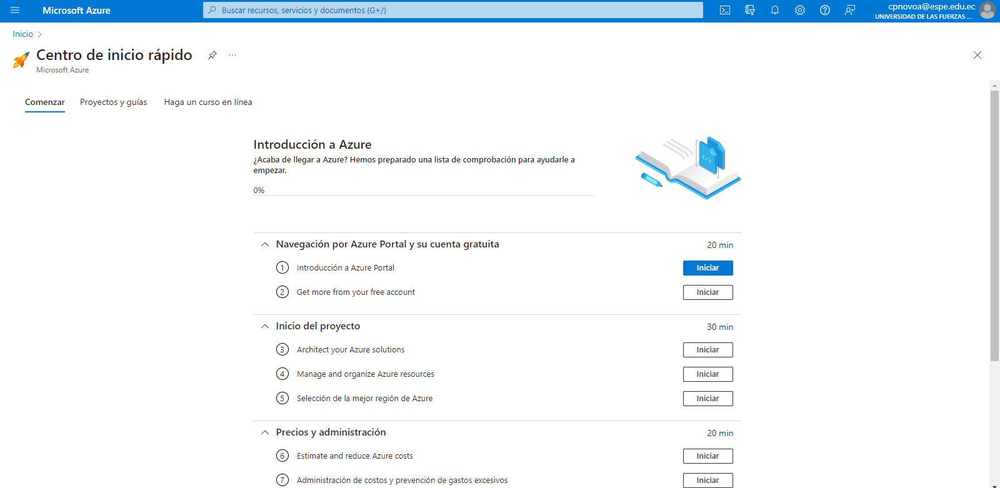 Microsoft Azure
Buscar recursos, servicios y documentos (G+/)
cpnovoa@espe.edu.ec
UNIVERSIDAD DE LAS FUERZAS ...
Inicio
Centro de inicio rápido
Microsoft Azure
Comenzar
Proyectos y guías
Haga un curso en línea
Introducción a Azure
¿Acaba de llegar a Azure? Hemos preparado una lista de comprobación para ayudarle a
empezar.
0%
Navegación por Azure Portal y su cuenta gratuita
20 min
1 Introducción a Azure Portal
Iniciar
2 Get more from your free account
Iniciar
Inicio del proyecto
30 min
3 Architect your Azure solutions
Iniciar
4 Manage and organize Azure resources
Iniciar
5 Selección de la mejor región de Azure
Iniciar
Precios y administración
20 min
6 Estimate and reduce Azure costs
Iniciar
7 Administración de costos y prevención de gastos excesivos
Iniciar